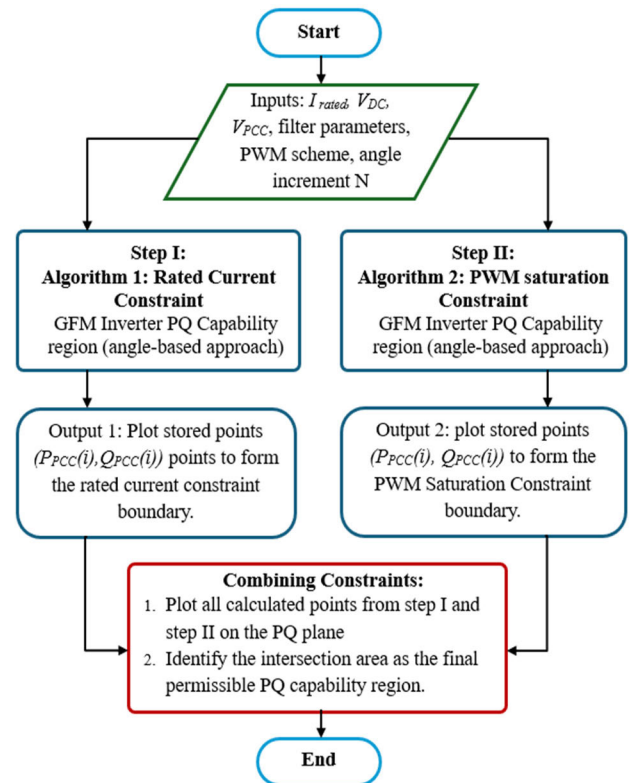 Start
Inputs: I rated, VDC,
VPCC, filter parameters,
PWM scheme, angle
increment N
Step I:
Algorithm 1: Rated Current
Constraint
GFM Inverter PQ Capability
region (angle-based approach)
Step II:
Algorithm 2: PWM saturation
Constraint
GFM Inverter PQ Capability
region (angle-based approach)
Output 1: Plot stored points
(PPCC(i),QPCC(i)) points to form
the rated current constraint
boundary.
Output 2: plot stored points
(PPCC(i), QPCC(i)) to form the
PWM Saturation Constraint
boundary.
Combining Constraints:
1. Plot all calculated points from step I and
step II on the PQ plane
2. Identify the intersection area as the final
permissible PQ capability region.
End